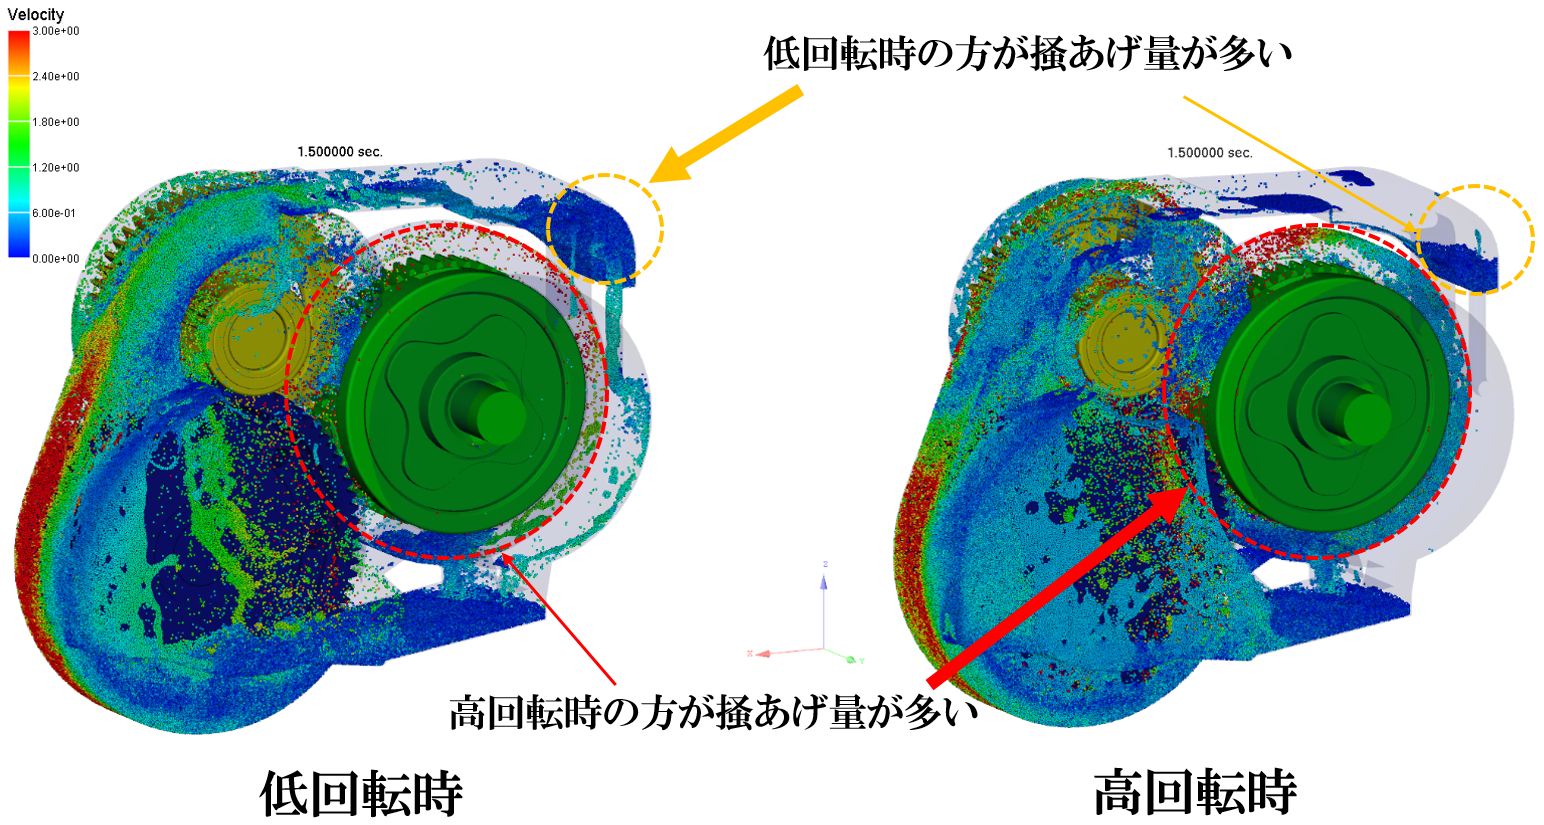 Velocity
3.00e+00
2.40e+00
1.80e+00
1.20e+00
6.00e-01
0.00e+00
低回転時の方が掻あげ量が多い
1.500000 sec.
1.500000 sec.
Z
X
Y
高回転時の方が掻あげ量が多い
低回転時
高回転時